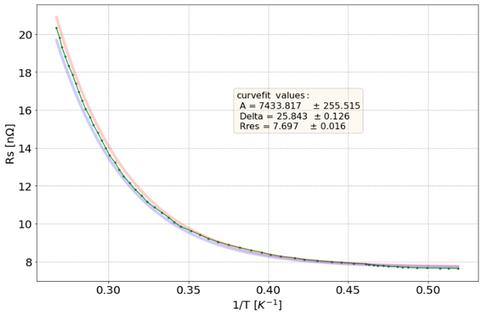 20
18
16
14
12
10
8
Rs [nΩ]
curvefit values:
A = 7433.817 ± 255.515
Delta = 25.843 ± 0.126
Rres = 7.697 ± 0.016
0.30 0.35 0.40 0.45 0.50
1/T [K⁻¹]